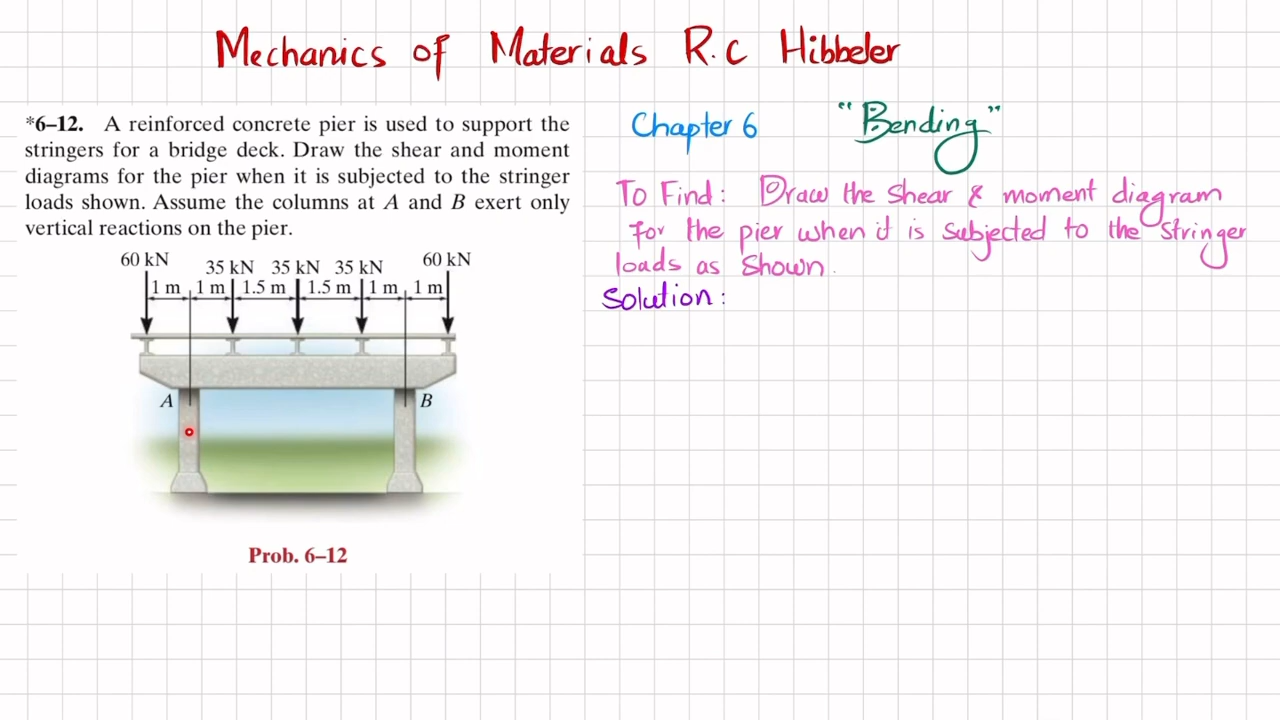 Mechanics of Materials R.C Hibbeler
*6–12. A reinforced concrete pier is used to support the
stringers for a bridge deck. Draw the shear and moment
diagrams for the pier when it is subjected to the stringer
loads shown. Assume the columns at A and B exert only
vertical reactions on the pier.
60 kN 60 kN
35 kN 35 kN 35 kN
1 m 1 m 1.5 m 1.5 m 1 m 1 m
A B
Prob. 6–12
Chapter 6 "Bending"
To Find: Draw the Shear & moment diagram
for the pier when it is subjected to the stringer
loads as shown.
Solution: